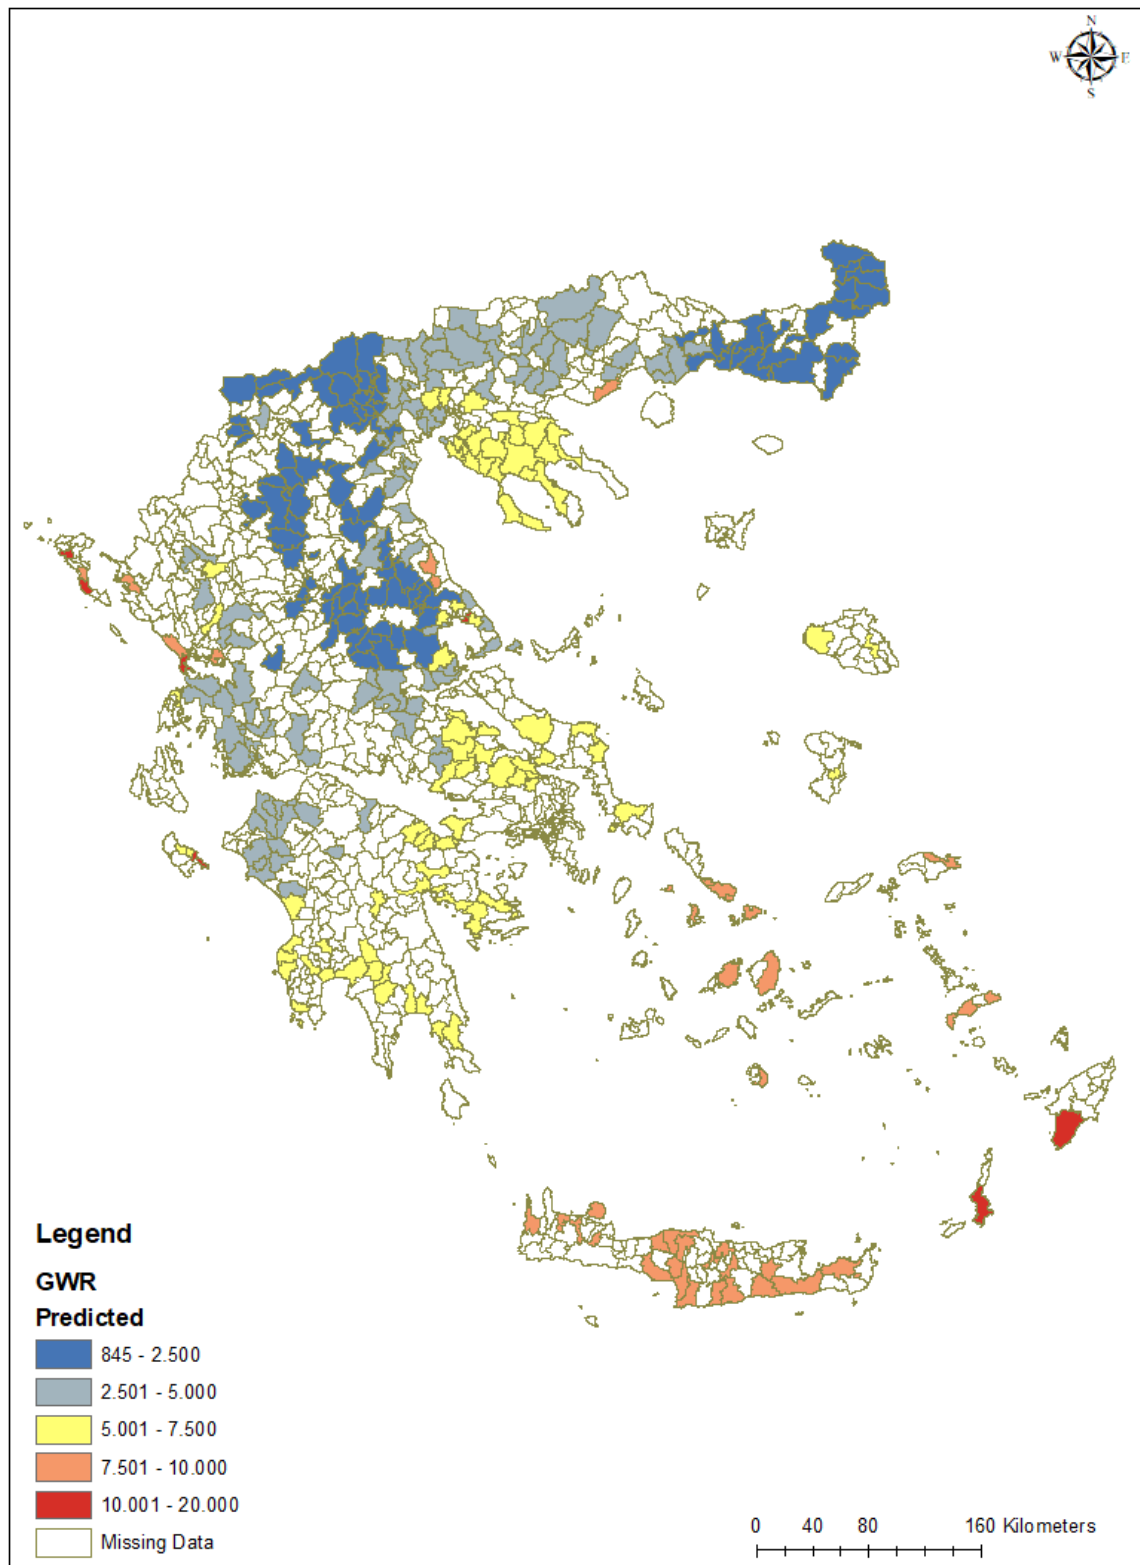 N
W E
S
Legend
GWR
Predicted
845 - 2.500
2.501 - 5.000
5.001 - 7.500
7.501 - 10.000
10.001 - 20.000
Missing Data
0 40 80 160 Kilometers